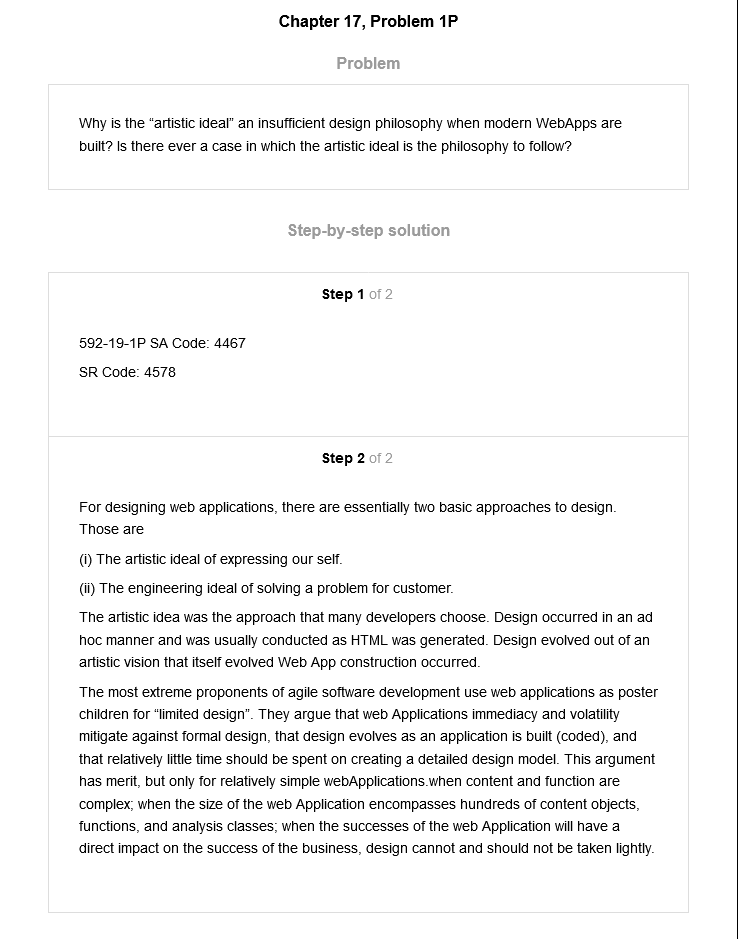 Chapter 17, Problem 1P
Problem
Why is the “artistic ideal” an insufficient design philosophy when modern WebApps are
built? Is there ever a case in which the artistic ideal is the philosophy to follow?
Step-by-step solution
Step 1 of 2
592-19-1P SA Code: 4467
SR Code: 4578
Step 2 of 2
For designing web applications, there are essentially two basic approaches to design.
Those are
(i) The artistic ideal of expressing our self.
(ii) The engineering ideal of solving a problem for customer.
The artistic idea was the approach that many developers choose. Design occurred in an ad
hoc manner and was usually conducted as HTML was generated. Design evolved out of an
artistic vision that itself evolved Web App construction occurred.
The most extreme proponents of agile software development use web applications as poster
children for “limited design”. They argue that web Applications immediacy and volatility
mitigate against formal design, that design evolves as an application is built (coded), and
that relatively little time should be spent on creating a detailed design model. This argument
has merit, but only for relatively simple webApplications.when content and function are
complex; when the size of the web Application encompasses hundreds of content objects,
functions, and analysis classes; when the successes of the web Application will have a
direct impact on the success of the business, design cannot and should not be taken lightly.